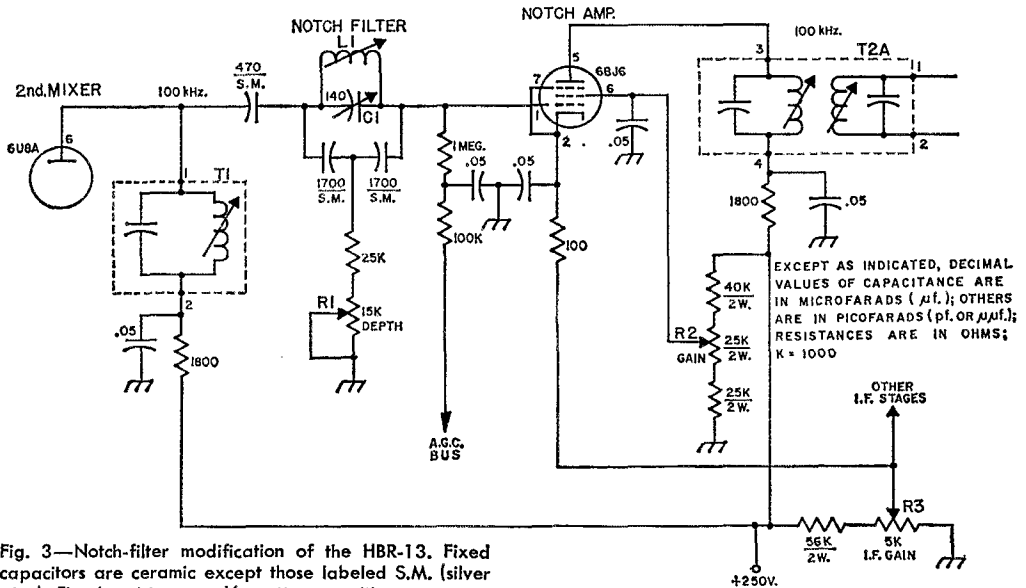 NOTCH AMP.
NOTCH FILTER
L1
100 kHz.
T2A
2nd. MIXER
100 kHz.
470
S.M.
140
C1
5
7
1
2
6
6BJ6
.05
3
1
2
4
6U8A
6
1
T1
2
1700
S.M.
1700
S.M.
1 MEG.
.05
.05
100K
100
25K
R1
15K
DEPTH
.05
1800
A.G.C.
BUS
1800
.05
40K
2W.
R2
GAIN
25K
2W.
25K
2W.
EXCEPT AS INDICATED, DECIMAL
VALUES OF CAPACITANCE ARE
IN MICROFARADS ( µf.); OTHERS
ARE IN PICOFARADS (pf. OR µµf.);
RESISTANCES ARE IN OHMS;
K = 1000
OTHER
I.F. STAGES
R3
56K
2W.
5K
I.F. GAIN
+250V.
Fig. 3—Notch-filter modification of the HBR-13. Fixed
capacitors are ceramic except those labeled S.M. (silver